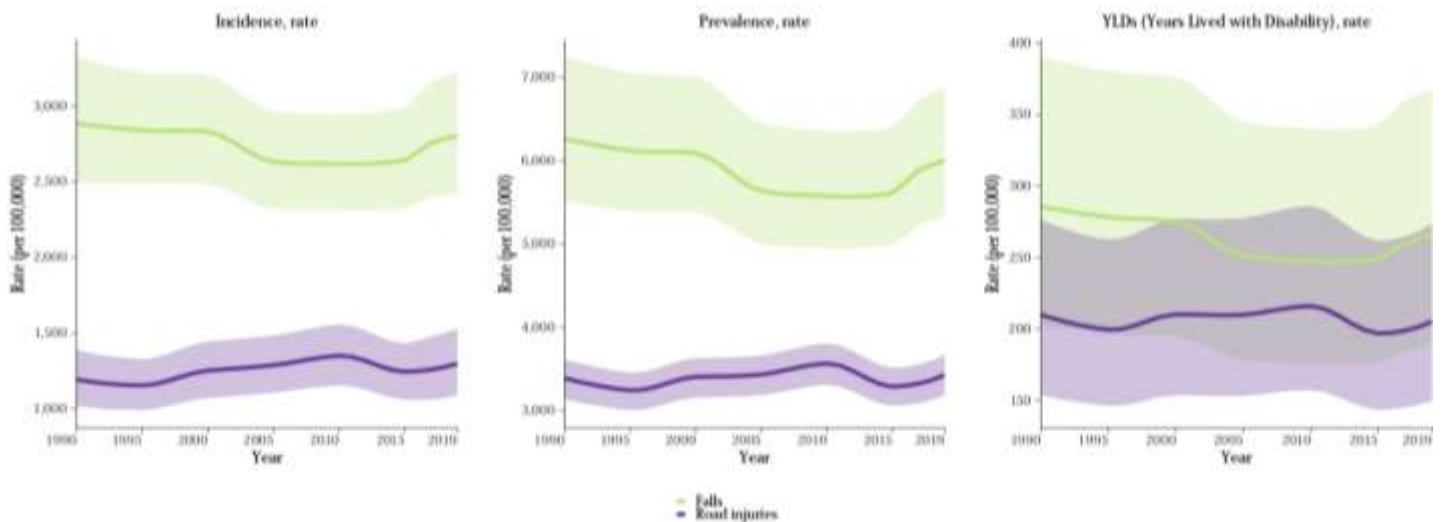 Incidence, rate
3,000
2,500
2,000
1,500
1,000
Rate (per 100,000)
1990 1995 2000 2005 2010 2015 2019
Year
Prevalence, rate
7,000
6,000
5,000
4,000
3,000
Rate (per 100,000)
1990 1995 2000 2005 2010 2015 2019
Year
YLDs (Years Lived with Disability), rate
400
350
300
250
200
150
Rate (per 100,000)
1990 1995 2000 2005 2010 2015 2019
Year
Falls
Road injuries